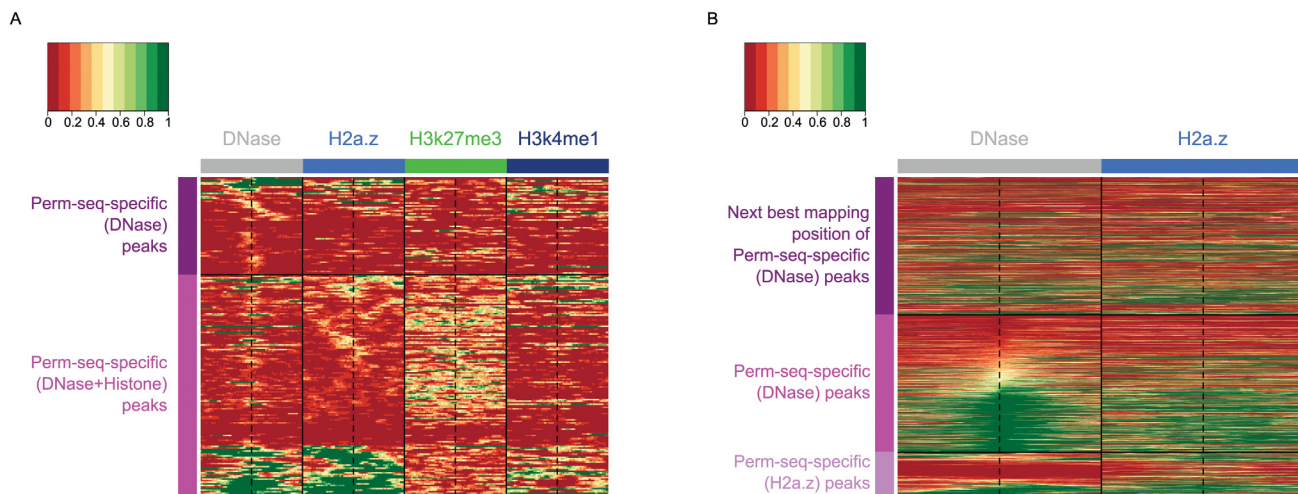 A
0 0.2 0.4 0.6 0.8 1
DNase H2a.z H3k27me3 H3k4me1
Perm-seq-specific
(DNase)
peaks
Perm-seq-specific
(DNase+Histone)
peaks
B
0 0.2 0.4 0.6 0.8 1
DNase H2a.z
Next best mapping
position of
Perm-seq-specific
(DNase) peaks
Perm-seq-specific
(DNase) peaks
Perm-seq-specific
(H2a.z) peaks